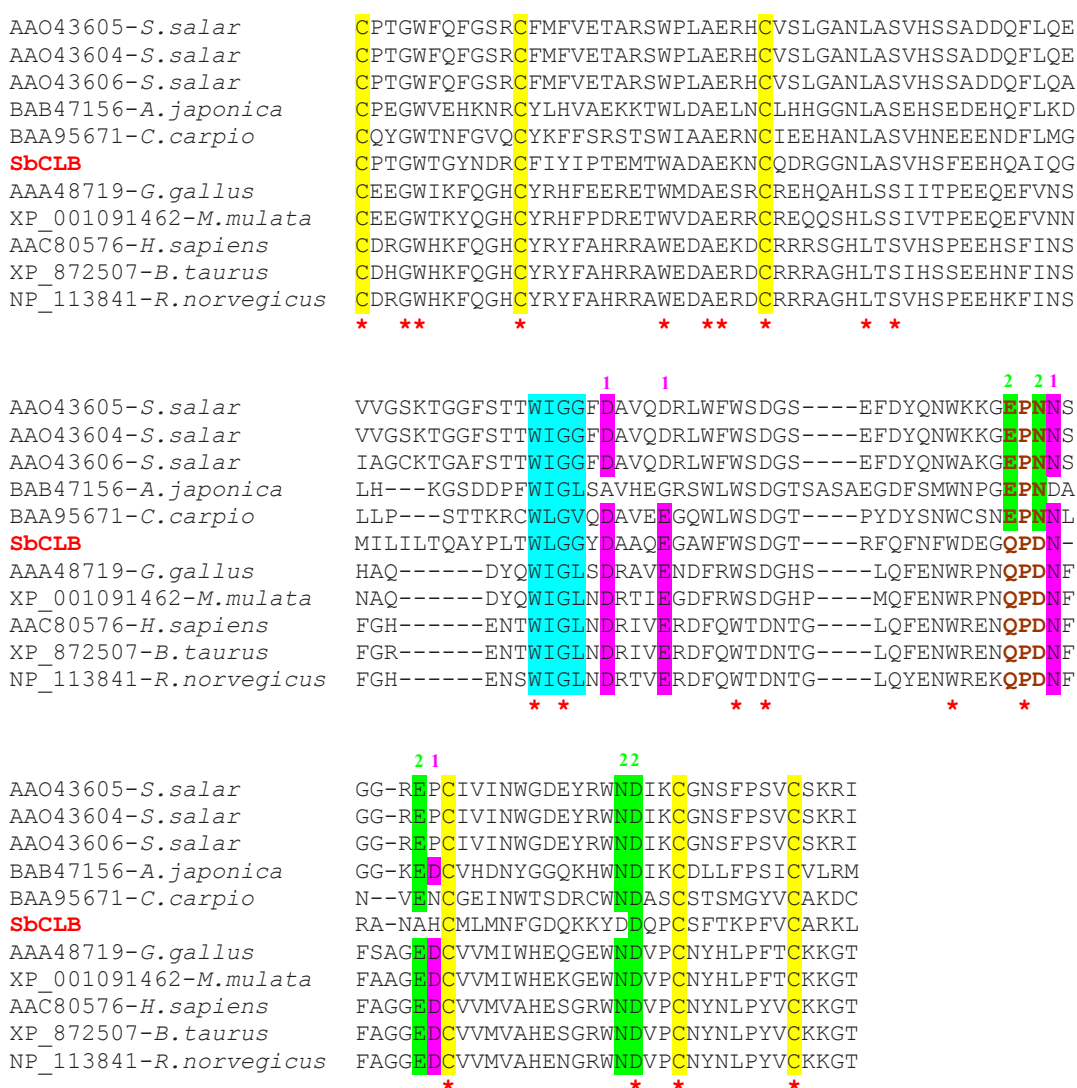 AAO43605-S.salar CPTGWFQFGSRCFMFVETARSWPLAERHCVSLGANLASVHSSADDQFLQE
AAO43604-S.salar CPTGWFQFGSRCFMFVETARSWPLAERHCVSLGANLASVHSSADDQFLQE
AAO43606-S.salar CPTGWFQFGSRCFMFVETARSWPLAERHCVSLGANLASVHSSADDQFLQA
BAB47156-A.japonica CPEGWVEHKNRCYLHVAEKKTWLDAELNCLHHGGNLASEHSEDEHQFLKD
BAA95671-C.carpio CQYGWTNFGVQCYKFFSRSTSWIAAERNCIEEHANLASVHNEEENDFLMG
SbCLB CPTGWTGYNDRCFIYIPTEMTWADAEKNCQDRGGNLASVHSFEEHQAIQG
AAA48719-G.gallus CEEGWIKFQGHCYRHFEERETWMDAESRCREHQAHLSSIITPEEQEFVNS
XP_001091462-M.mulata CEEGWTKYQGHCYRHFPDRETWVDAERRCREQQSHLSSIVTPEEQEFVNN
AAC80576-H.sapiens CDRGWHKFQGHCYRYFAHRRAWEDAEKDCRRRSGHLTSVHSPEEHSFINS
XP_872507-B.taurus CDHGWHKFQGHCYRYFAHRRAWEDAERDCRRRAGHLTSIHSSEEHNFINS
NP_113841-R.norvegicus CDRGWHKFQGHCYRYFAHRRAWEDAERDCRRRAGHLTSVHSPEEHKFINS
* ** * * ** * * *
1 1 2 2 1
AAO43605-S.salar VVGSKTGGFSTTWIGGFDAVQDRLWFWSDGS----EFDYQNWKKGEPNNS
AAO43604-S.salar VVGSKTGGFSTTWIGGFDAVQDRLWFWSDGS----EFDYQNWKKGEPNNS
AAO43606-S.salar IAGCKTGAFSTTWIGGFDAVQDRLWFWSDGS----EFDYQNWAKGEPNNS
BAB47156-A.japonica LH---KGSDDPFWIGLSAVHEGRSWLWSDGTSASAEGDFSMWNPGEPNDA
BAA95671-C.carpio LLP---STTKRCWLGVQDAVEEGQWLWSDGT----PYDYSNWCSNEPNNL
SbCLB MILILTQAYPLTWLGGYDAAQEGAWFWSDGT----RFQFNFWDEGQPDN-
AAA48719-G.gallus HAQ------DYQWIGLSDRAVENDFRWSDGHS---LQFENWRPNQPDNF
XP_001091462-M.mulata NAQ------DYQWIGLNDRTIEGDFRWSDGHP---MQFENWRPNQPDNF
AAC80576-H.sapiens FGH------ENTWIGLNDRIVERDFQWTDNTG---LQFENWRENQPDNF
XP_872507-B.taurus FGR------ENTWIGLNDRIVERDFQWTDNTG---LQFENWRENQPDNF
NP_113841-R.norvegicus FGH------ENSWIGLNDRTVERDFQWTDNTG---LQYENWREKQPDNF
* * * * * *
2 1 22
AAO43605-S.salar GG-REPCIVINWGDEYRWNDIKCGNSFPSVCSKRI
AAO43604-S.salar GG-REPCIVINWGDEYRWNDIKCGNSFPSVCSKRI
AAO43606-S.salar GG-REPCIVINWGDEYRWNDIKCGNSFPSVCSKRI
BAB47156-A.japonica GG-KEDCVHDNYGGQKHWNDIKCDLLFPSICVLRM
BAA95671-C.carpio N--VENCGEINWTSDRCWNDASCSTSMGYVCAKDC
SbCLB RA-NAHCMLMNFGDQKKYDDQPCSFTKPFVCARKL
AAA48719-G.gallus FSAGEDCVVMIWHEQGEWNDVPCNYHLPFTCKKGT
XP_001091462-M.mulata FAAGEDCVVMIWHEKGEWNDVPCNYHLPFTCKKGT
AAC80576-H.sapiens FAGGEDCVVMVAHESGRWNDVPCNYNLPYVCKKGT
XP_872507-B.taurus FAGGEDCVVMVAHESGRWNDVPCNYNLPYVCKKGT
NP_113841-R.norvegicus FAGGEDCVVMVAHENGRWNDVPCNYNLPYVCKKGT
* * * *